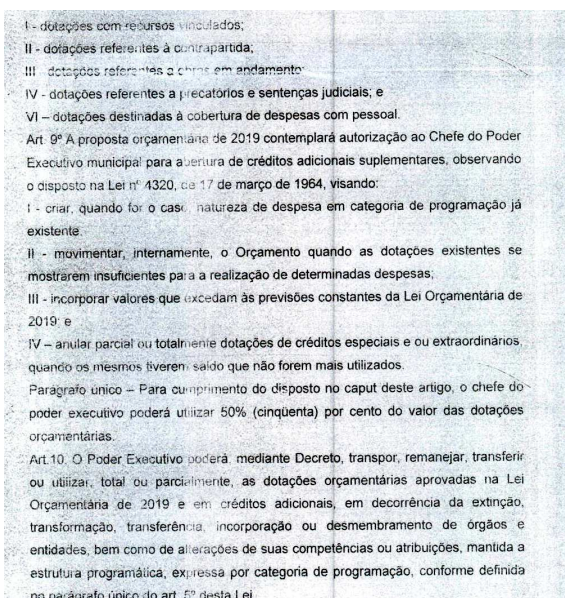 I - dotações com recursos vinculados;
II - dotações referentes à contrapartida;
III - dotações referentes a obras em andamento;
IV - dotações referentes a precatórios e sentenças judiciais; e
VI – dotações destinadas à cobertura de despesas com pessoal.
Art. 9º A proposta orçamentária de 2019 contemplará autorização ao Chefe do Poder
Executivo municipal para abertura de créditos adicionais suplementares, observando
o disposto na Lei nº 4320, de 17 de março de 1964, visando:
I - criar, quando for o caso, natureza de despesa em categoria de programação já
existente.
II - movimentar, internamente, o Orçamento quando as dotações existentes se
mostrarem insuficientes para a realização de determinadas despesas;
III - incorporar valores que excedam às previsões constantes da Lei Orçamentária de
2019; e
IV – anular parcial ou totalmente dotações de créditos especiais e ou extraordinários,
quando os mesmos tiverem saldo que não forem mais utilizados.
Paragrafo único – Para cumprimento do disposto no caput deste artigo, o chefe do
poder executivo poderá utilizar 50% (cinqüenta) por cento do valor das dotações
orçamentárias.
Art.10. O Poder Executivo poderá, mediante Decreto, transpor, remanejar, transferir
ou utilizar, total ou parcialmente, as dotações orçamentárias aprovadas na Lei
Orçamentária de 2019 e em créditos adicionais, em decorrência da extinção,
transformação, transferência, incorporação ou desmembramento de órgãos e
entidades, bem como de alterações de suas competências ou atribuições, mantida a
estrutura programática, expressa por categoria de programação, conforme definida
no parágrafo único do art. 5º desta Lei.